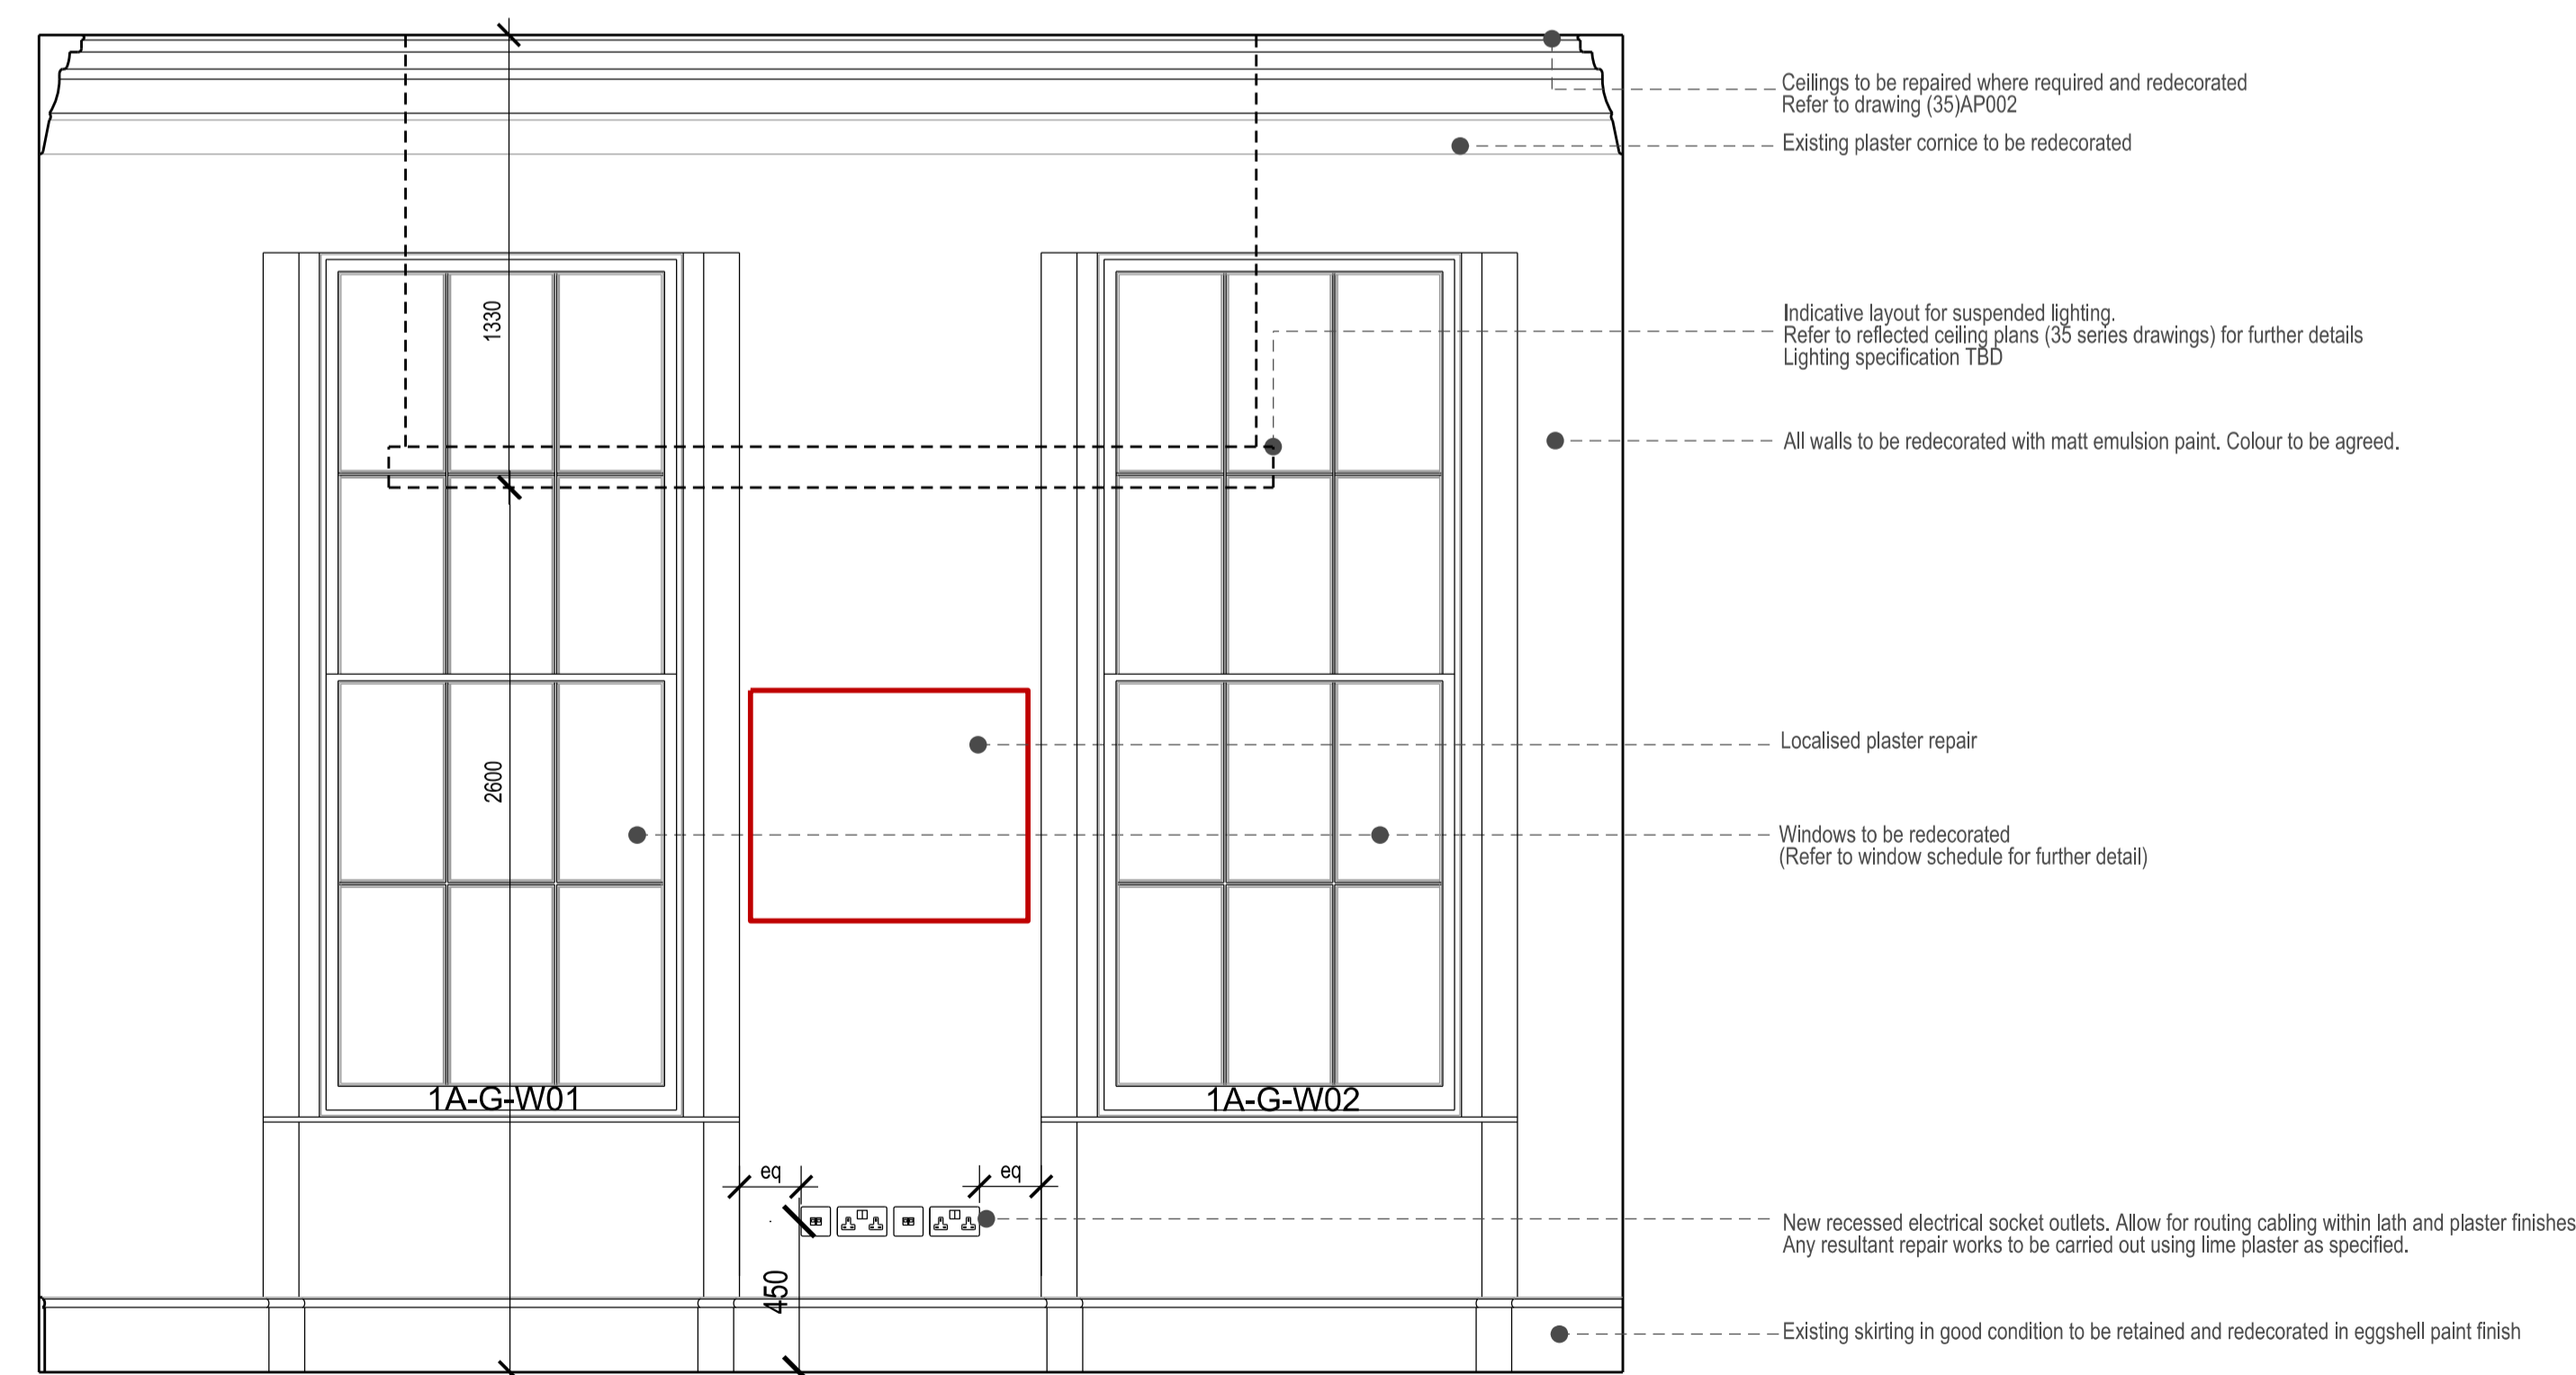 Ceilings to be repaired where required and redecorated
Refer to drawing (35)AP002
Existing plaster cornice to be redecorated
1330
Indicative layout for suspended lighting.
Refer to reflected ceiling plans (35 series drawings) for further details
Lighting specification TBD
All walls to be redecorated with matt emulsion paint. Colour to be agreed.
Localised plaster repair
2600
Windows to be redecorated
(Refer to window schedule for further detail)
1A-G-W01
1A-G-W02
eq
eq
New recessed electrical socket outlets. Allow for routing cabling within lath and plaster finishes
Any resultant repair works to be carried out using lime plaster as specified.
450
Existing skirting in good condition to be retained and redecorated in eggshell paint finish